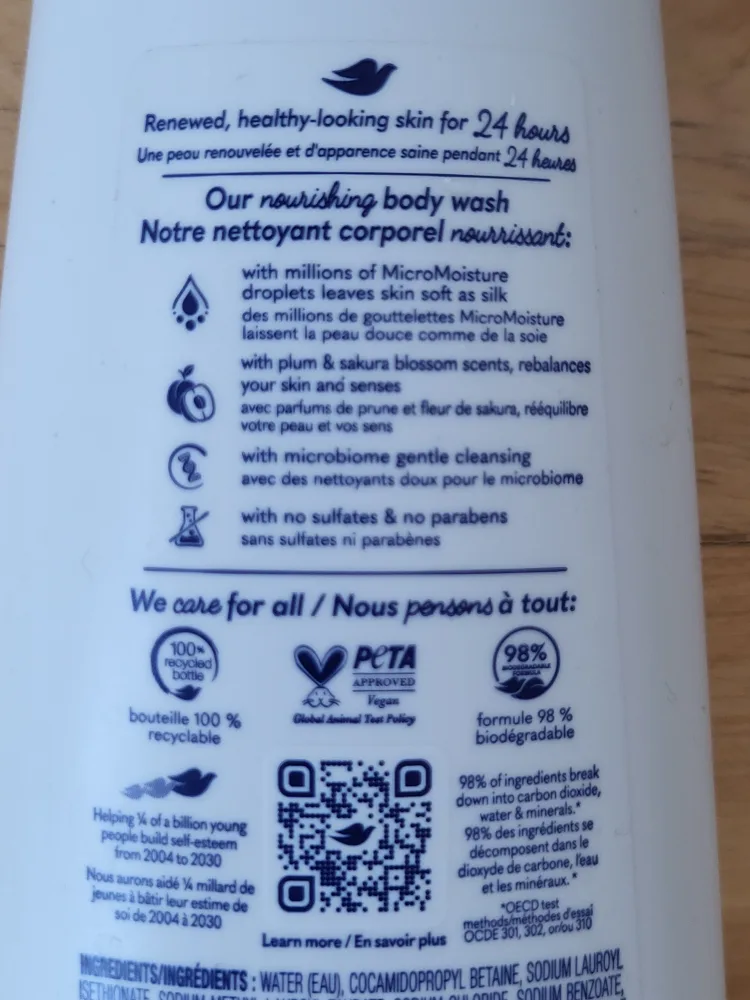 Renewed, healthy-looking skin for 24 hours
Une peau renouvelée et d'apparence saine pendant 24 heures
Our nourishing body wash
Notre nettoyant corporel nourrissant:
with millions of MicroMoisture
droplets leaves skin soft as silk
des millions de gouttelettes MicroMoisture
laissent la peau douce comme de la soie
with plum & sakura blossom scents, rebalances
your skin and senses
avec parfums de prune et fleur de sakura, rééquilibre
votre peau et vos sens
with microbiome gentle cleansing
avec des nettoyants doux pour le microbiome
with no sulfates & no parabens
sans sulfates ni parabènes
We care for all / Nous pensons à tout:
100%
recycled
bottle
bouteille 100 %
recyclable
PETA
APPROVED
Vegan
Global Animal Test Policy
98%
BIODEGRADABLE
FORMULA
formule 98 %
biodégradable
Helping ¼ of a billion young
people build self-esteem
from 2004 to 2030
Nous aurons aidé ¼ milliard de
jeunes à bâtir leur estime de
soi de 2004 à 2030
98% of ingredients break
down into carbon dioxide,
water & minerals.*
98% des ingrédients se
décomposent dans le
dioxyde de carbone, l'eau
et les minéraux.*
*OECD test
methods/méthodes d'essai
OCDE 301, 302, or/ou 310
Learn more / En savoir plus
INGREDIENTS/INGRÉDIENTS : WATER (EAU), COCAMIDOPROPYL BETAINE, SODIUM LAUROYL
ISETHIONATE, SODIUM METHYL CHLORIDE, SODIUM BENZOATE,